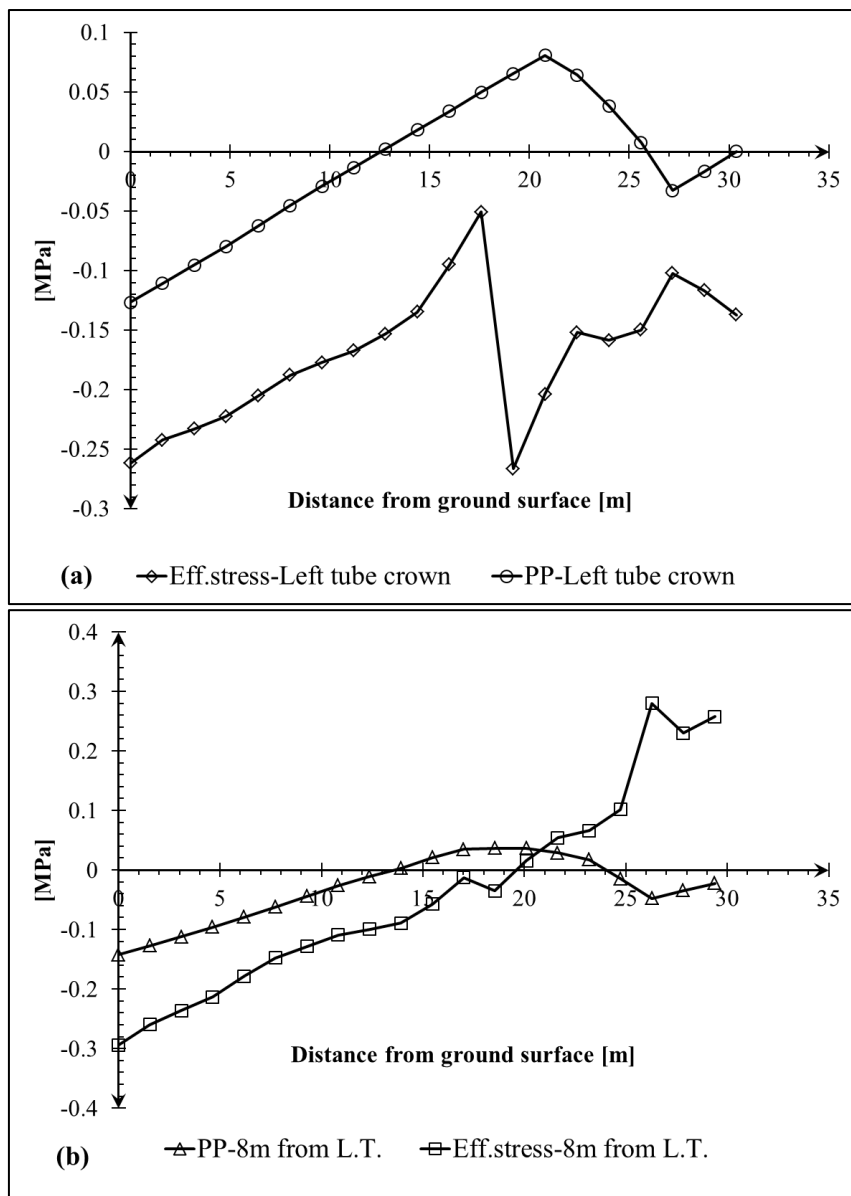 0.1
0.05
0
-0.05
-0.1
-0.15
-0.2
-0.25
-0.3
[MPa]
0 5 10 15 20 25 30 35
Distance from ground surface [m]
(a) Eff.stress-Left tube crown PP-Left tube crown
0.4
0.3
0.2
0.1
0
-0.1
-0.2
-0.3
-0.4
[MPa]
0 5 10 15 20 25 30 35
Distance from ground surface [m]
(b) PP-8m from L.T. Eff.stress-8m from L.T.